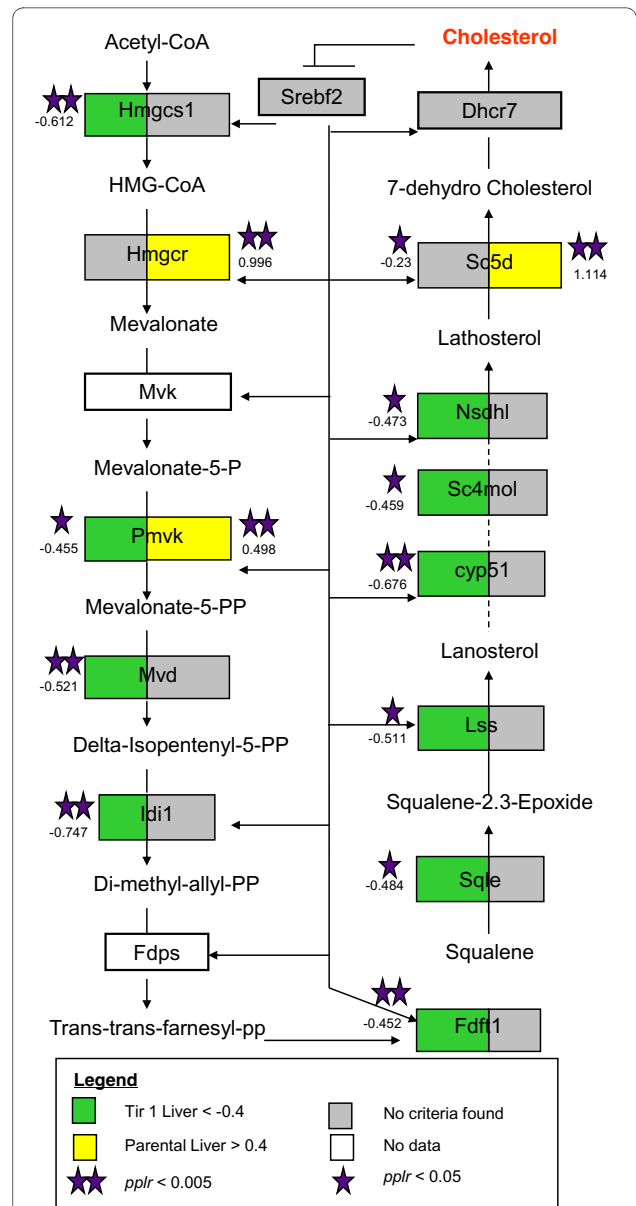 Acetyl-CoA
Cholesterol
-0.612
Hmgcs1
Srebf2
Dhcr7
HMG-CoA
7-dehydro Cholesterol
Hmgcr
0.996
-0.23
Sc5d
1.114
Mevalonate
Lathosterol
Mvk
-0.473
Nsdhl
Mevalonate-5-P
-0.459
Sc4mol
-0.455
Pmvk
0.498
-0.676
cyp51
Mevalonate-5-PP
Lanosterol
-0.521
Mvd
-0.511
Lss
Delta-Isopentenyl-5-PP
Squalene-2.3-Epoxide
-0.747
Idi1
Di-methyl-allyl-PP
-0.484
Sqle
Fdps
Squalene
Trans-trans-farnesyl-pp
-0.452
Fdft1
Legend
Tir 1 Liver < -0.4
No criteria found
Parental Liver > 0.4
No data
pplr < 0.005
pplr < 0.05